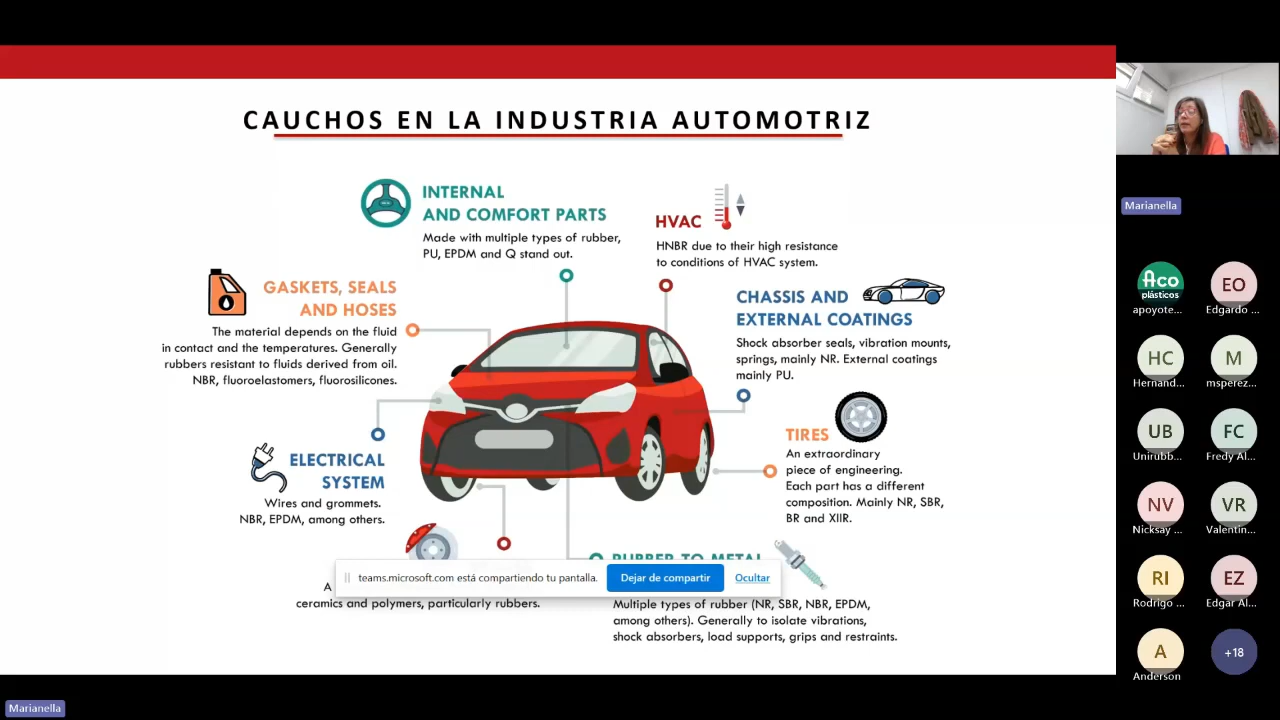 CAUCHOS EN LA INDUSTRIA AUTOMOTRIZ
INTERNAL
AND COMFORT PARTS
Made with multiple types of rubber,
PU, EPDM and Q stand out.
HVAC
HNBR due to their high resistance
to conditions of HVAC system.
GASKETS, SEALS
AND HOSES
The material depends on the fluid
in contact and the temperatures. Generally
rubbers resistant to fluids derived from oil.
NBR, fluoroelastomers, fluorosilicones.
CHASSIS AND
EXTERNAL COATINGS
Shock absorber seals, vibration mounts,
springs, mainly NR. External coatings
mainly PU.
TIRES
An extraordinary
piece of engineering.
Each part has a different
composition. Mainly NR, SBR,
BR and XIIR.
ELECTRICAL
SYSTEM
Wires and grommets.
NBR, EPDM, among others.
A
ceramics and polymers, particularly rubbers.
RUBBER TO METAL
Multiple types of rubber (NR, SBR, NBR, EPDM,
among others). Generally to isolate vibrations,
shock absorbers, load supports, grips and restraints.
teams.microsoft.com está compartiendo tu pantalla.
Dejar de compartir
Ocultar
Marianella
Aco
plásticos
apoyote...
EO
Edgardo ...
HC
Hernand...
M
msperez...
UB
Unirubb...
FC
Fredy Al...
NV
Nicksay ...
VR
Valentin...
RI
Rodrigo ...
EZ
Edgar Al...
A
Anderson
+18
Marianella